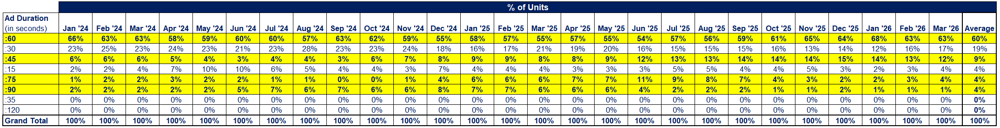 % of Units
Ad Duration
(in seconds) Jan '24 Feb '24 Mar '24 Apr '24 May '24 Jun '24 Jul '24 Aug '24 Sep '24 Oct '24 Nov '24 Dec '24 Jan '25 Feb '25 Mar '25 Apr '25 May '25 Jun '25 Jul '25 Aug '25 Sep '25 Oct '25 Nov '25 Dec '25 Jan '26 Feb '26 Mar '26 Average
:60 66% 63% 63% 58% 59% 60% 60% 57% 63% 62% 59% 55% 58% 57% 55% 57% 55% 54% 57% 56% 59% 61% 65% 64% 68% 63% 63% 60%
:30 23% 25% 23% 24% 23% 21% 23% 28% 23% 23% 24% 18% 16% 17% 21% 19% 20% 16% 15% 15% 15% 16% 13% 14% 12% 16% 17% 19%
:45 6% 6% 6% 5% 4% 3% 4% 4% 3% 6% 7% 8% 9% 9% 8% 8% 9% 12% 13% 13% 14% 14% 14% 15% 14% 13% 12% 9%
:15 2% 2% 4% 7% 10% 10% 6% 5% 4% 4% 3% 7% 4% 4% 4% 3% 3% 3% 5% 5% 4% 4% 5% 3% 2% 3% 4% 4%
:75 1% 2% 2% 3% 2% 2% 1% 1% 0% 0% 1% 4% 6% 6% 6% 7% 7% 11% 9% 8% 7% 4% 3% 2% 2% 3% 4% 4%
:90 2% 2% 2% 2% 2% 5% 7% 6% 7% 6% 6% 8% 7% 7% 6% 6% 6% 4% 2% 2% 2% 1% 1% 2% 1% 1% 1% 4%
:35 0% 0% 0% 0% 0% 0% 0% 0% 0% 0% 0% 0% 0% 0% 0% 0% 0% 0% 0% 0% 0% 0% 0% 0% 0% 0% 0% 0%
:120 0% 0% 0% 0% 0% 0% 0% 0% 0% 0% 0% 0% 0% 0% 0% 0% 0% 0% 0% 0% 0% 0% 0% 0% 0% 0% 0% 0%
Grand Total 100% 100% 100% 100% 100% 100% 100% 100% 100% 100% 100% 100% 100% 100% 100% 100% 100% 100% 100% 100% 100% 100% 100% 100% 100% 100% 100% 100%